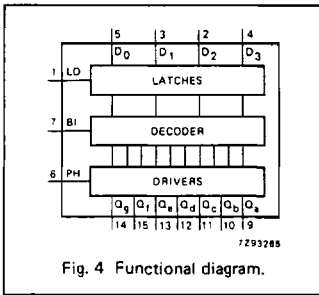 5 3 2 4
D0 D1 D2 D3
1 LD LATCHES
7 BI DECODER
6 PH DRIVERS
Qg Qf Qe Qd Qc Qb Qa
14 15 13 12 11 10 9
7Z93265
Fig. 4 Functional diagram.